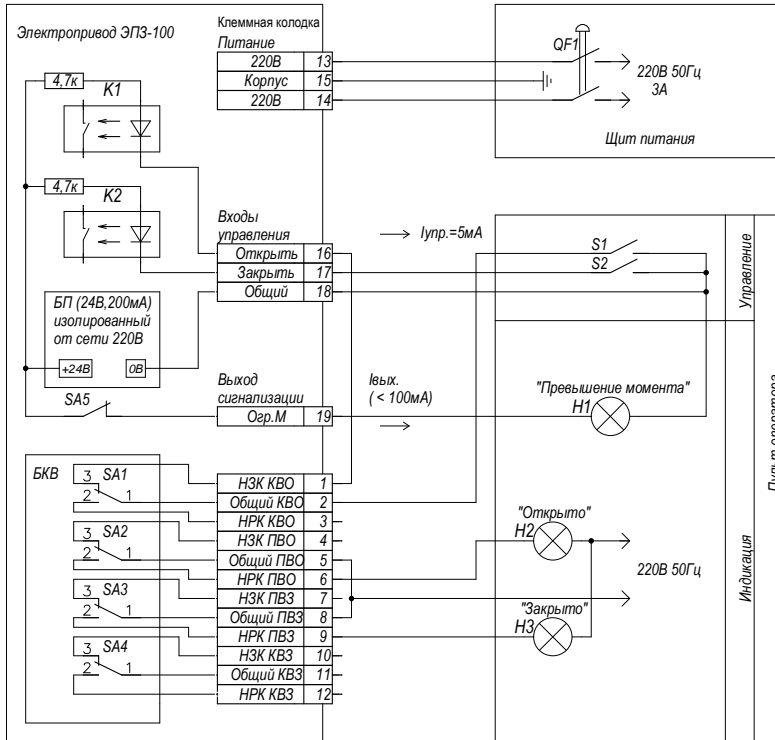 Электропривод ЭПЗ-100
Клеммная колодка
Питание
220В 13
Корпус 15
220В 14
QF1
220В 50Гц
3А
Щит питания
4,7к
K1
4,7к
K2
Входы
управления
Открыть 16
Закрыть 17
Общий 18
Iупр.=5мА
S1
S2
Управление
БП (24В,200мА)
изолированный
от сети 220В
+24В
0В
SA5
Выход
сигнализации
Огр.М 19
Iвых.
( < 100мА)
"Превышение момента"
H1
Пульт оператора
БКВ
3 SA1
2 1
SA2
3
2 1
3 SA3
2 1
SA4
3
2 1
НЗК КВО 1
Общий КВО 2
НРК КВО 3
НЗК ПВО 4
Общий ПВО 5
НРК ПВО 6
НЗК ПВЗ 7
Общий ПВЗ 8
НРК ПВЗ 9
НЗК КВЗ 10
Общий КВЗ 11
НРК КВЗ 12
"Открыто"
H2
220В 50Гц
"Закрыто"
H3
Индикация